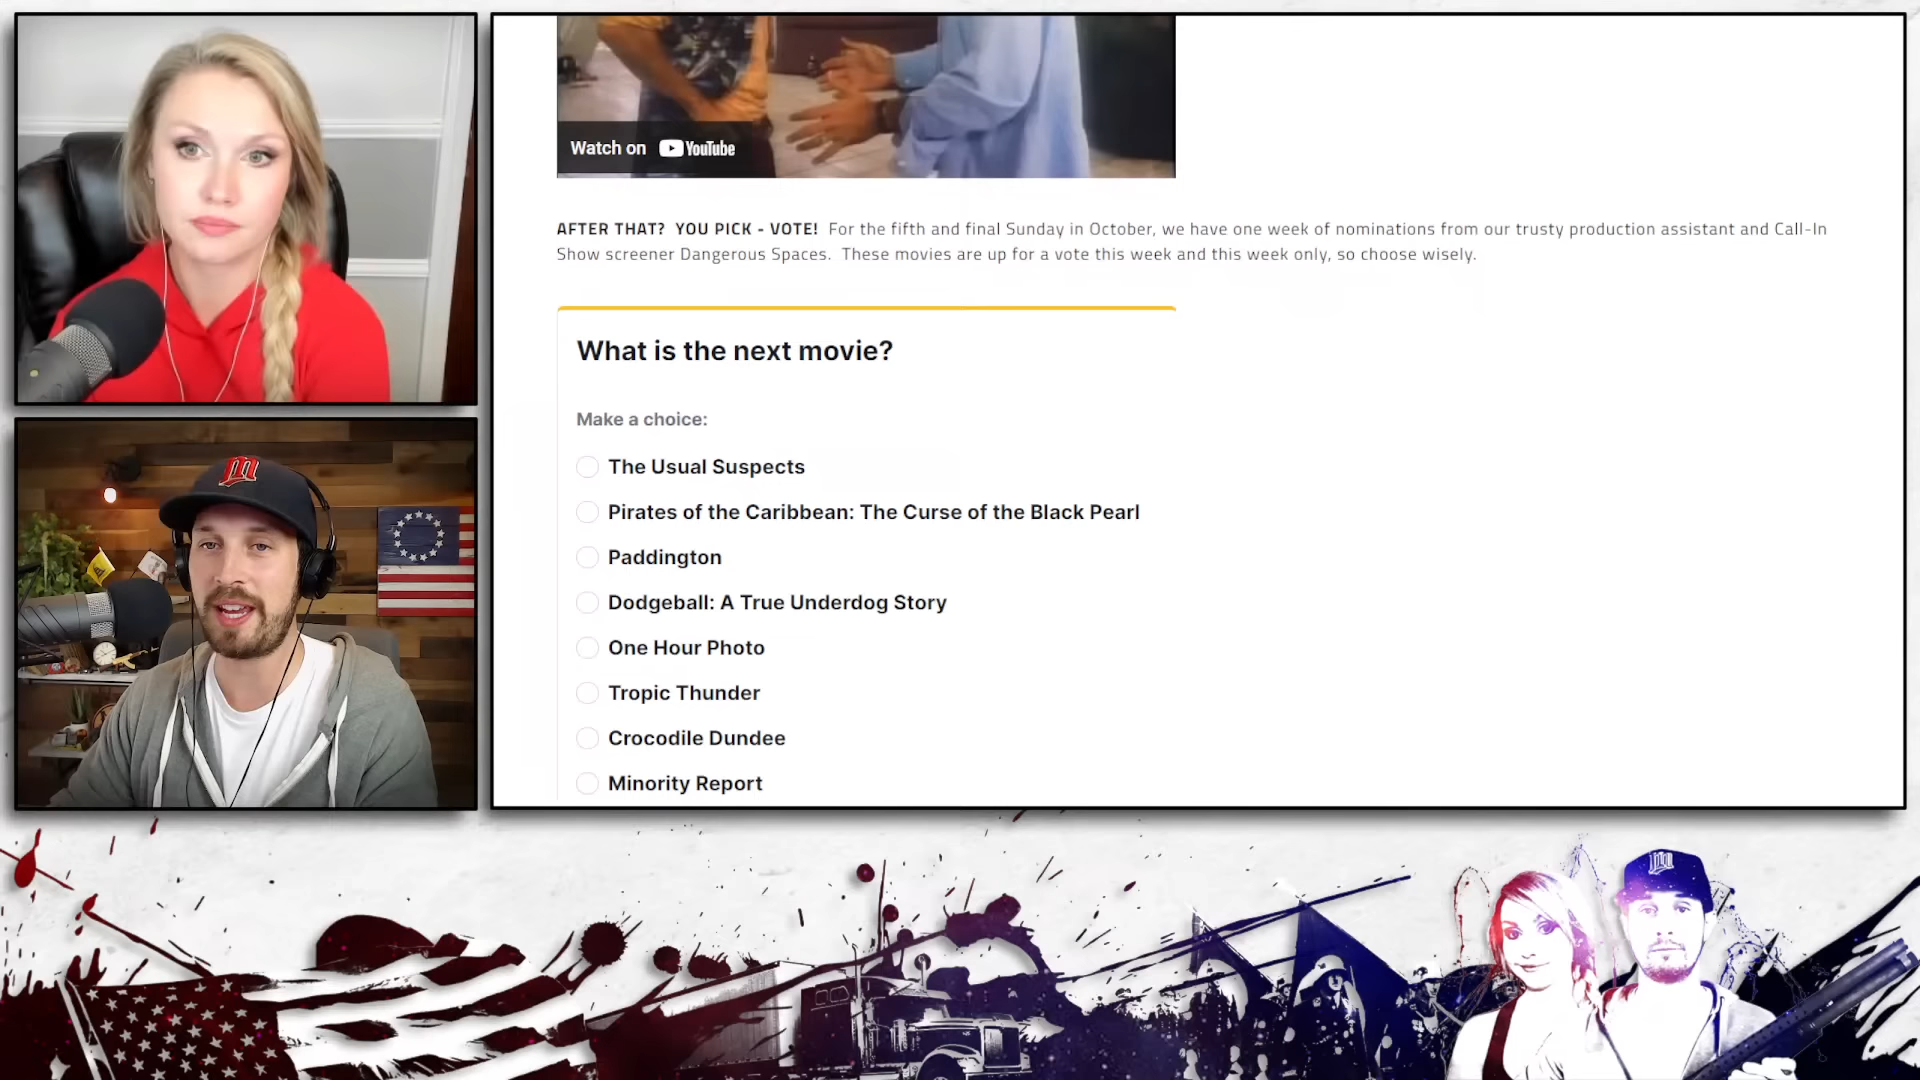 Watch on YouTube
AFTER THAT?  YOU PICK - VOTE!  For the fifth and final Sunday in October, we have one week of nominations from our trusty production assistant and Call-In
Show screener Dangerous Spaces.  These movies are up for a vote this week and this week only, so choose wisely.
What is the next movie?
Make a choice:
The Usual Suspects
Pirates of the Caribbean: The Curse of the Black Pearl
Paddington
Dodgeball: A True Underdog Story
One Hour Photo
Tropic Thunder
Crocodile Dundee
Minority Report